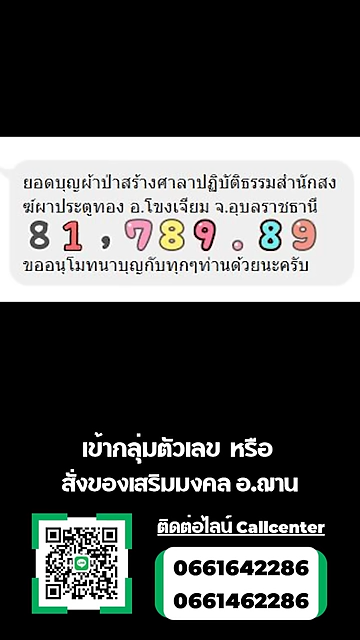 ยอดบุญผ้าป่าสร้างศาลาปฏิบัติธรรมสำนักสง
ฆ์ผาประตูทอง อ.โขงเจียม จ.อุบลราชธานี
81,789.89
ขออนุโมทนาบุญกับทุกๆท่านด้วยนะครับ
เข้ากลุ่มตัวเลข หรือ
สั่งของเสริมมงคล อ.ฌาน
ติดต่อไลน์ Callcenter
0661642286
0661462286